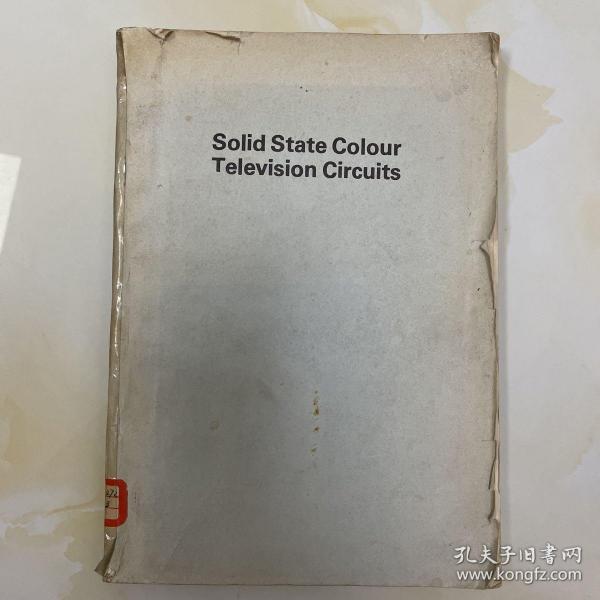 Solid State Colour
Television Circuits
孔夫子旧书网
www.kongfz.com